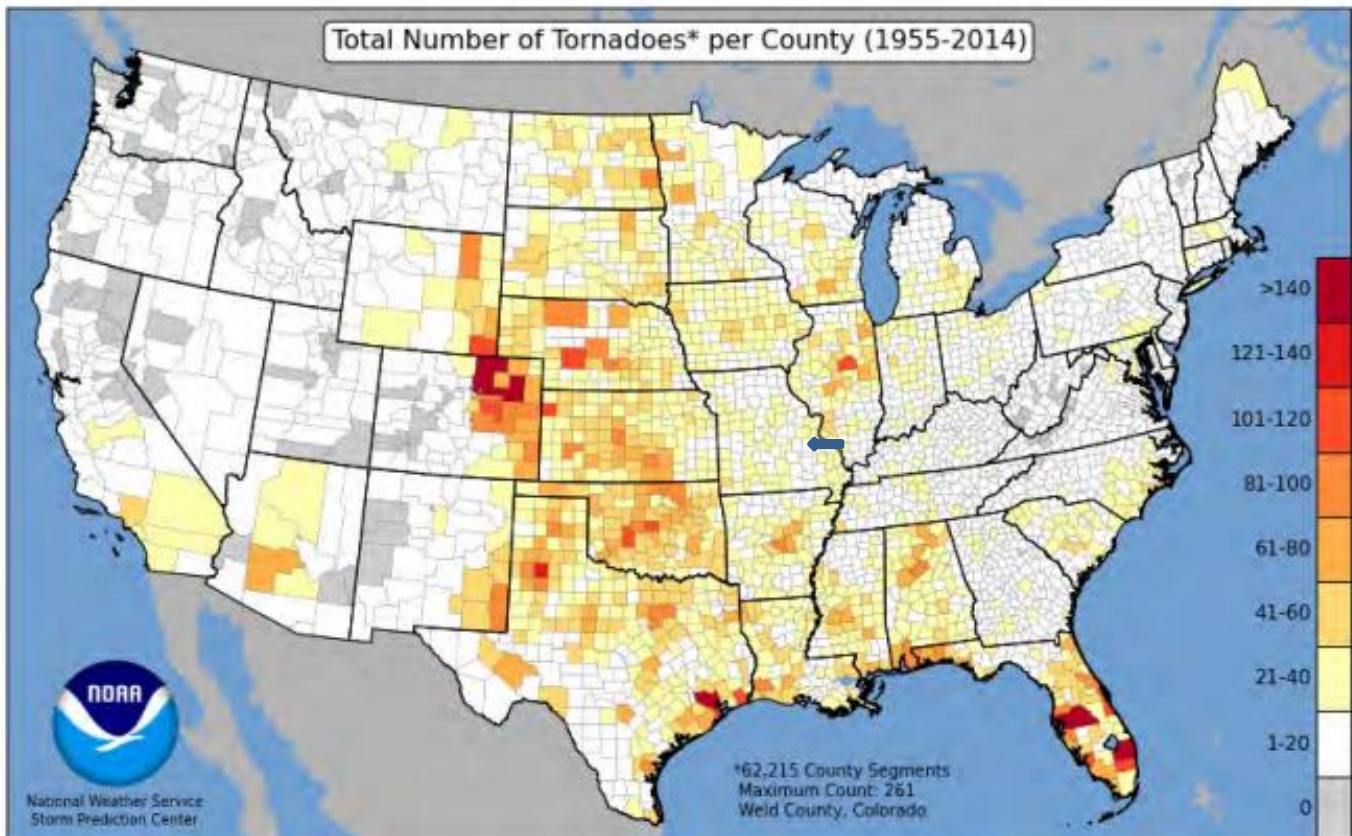 Total Number of Tornadoes* per County (1955-2014)
>140
121-140
101-120
81-100
61-80
41-60
21-40
1-20
0
NOAA
National Weather Service
Storm Prediction Center
*62,215 County Segments
Maximum Count: 261
Weld County, Colorado